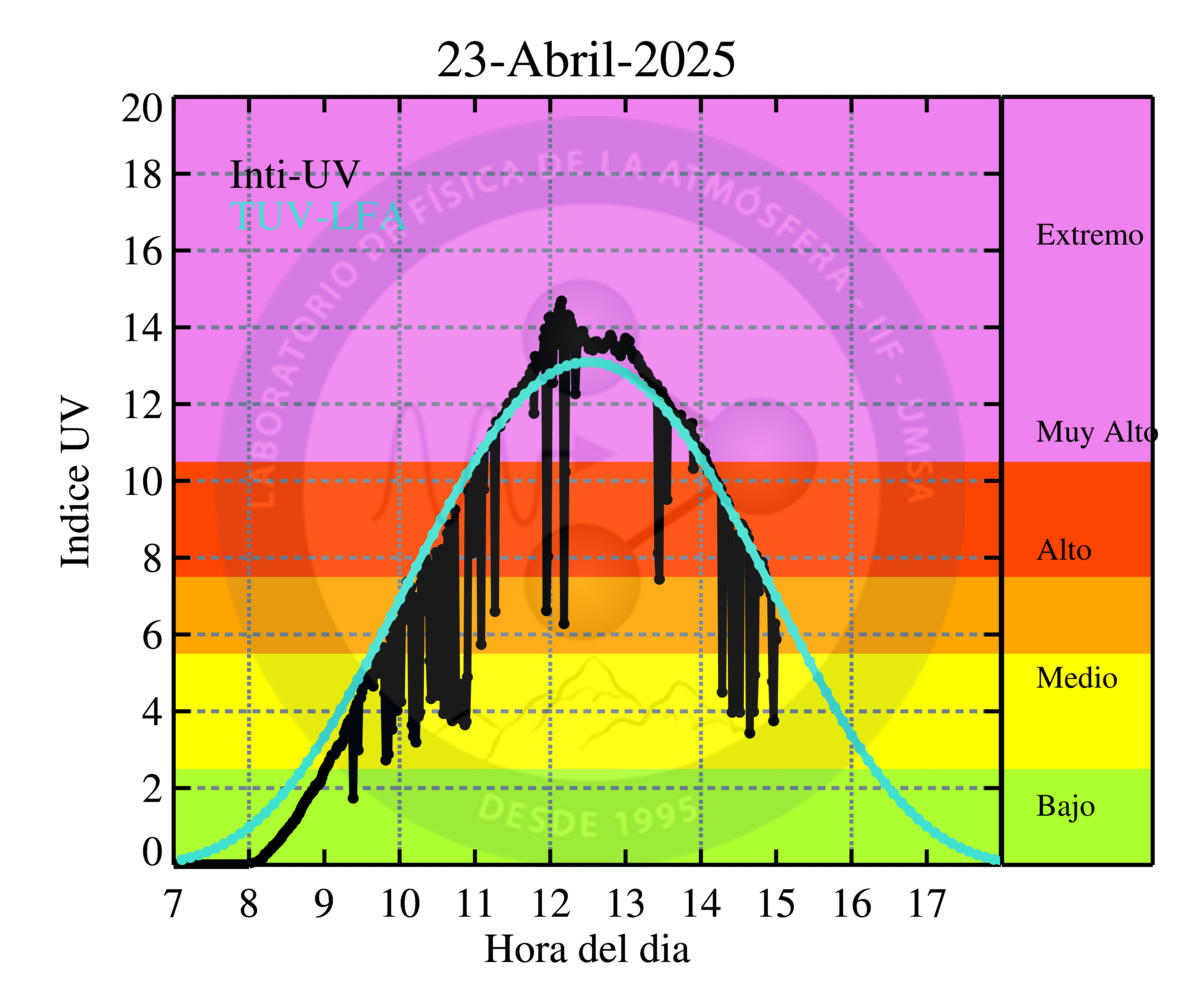 23-Abril-2025
Indice UV
20
18
16
14
12
10
8
6
4
2
0
Inti-UV
TUV-LFA
LABORATORIO DE FÍSICA DE LA ATMÓSFERA - IIF - UMSA
DESDE 1995
Extremo
Muy Alto
Alto
Medio
Bajo
7 8 9 10 11 12 13 14 15 16 17
Hora del dia